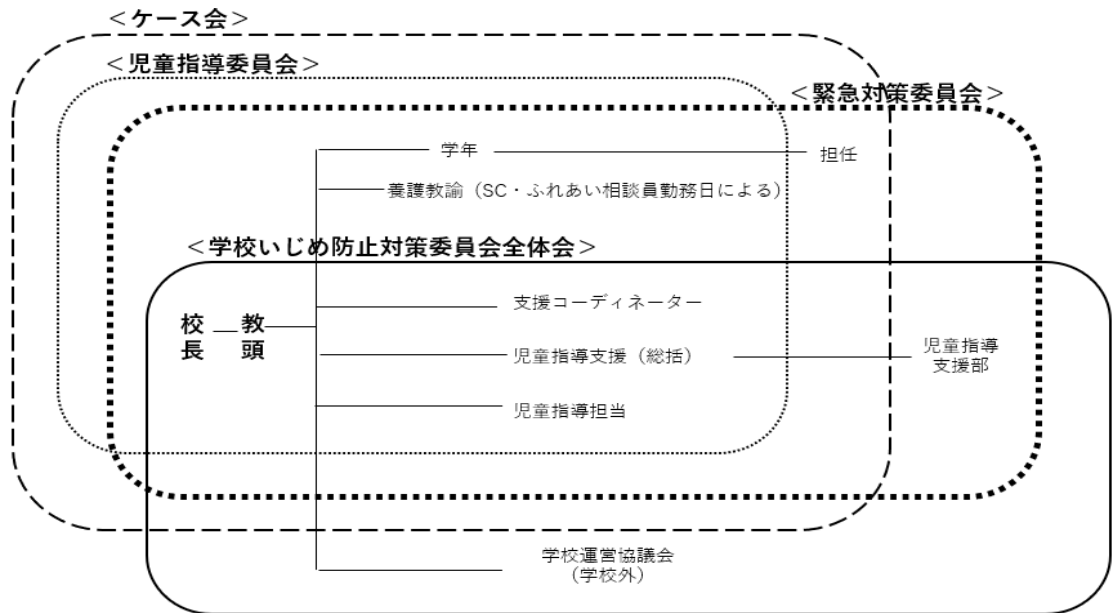 ＜ケース会＞
＜児童指導委員会＞
＜緊急対策委員会＞
学年
担任
養護教諭（SC・ふれあい相談員勤務日による）
＜学校いじめ防止対策委員会全体会＞
支援コーディネーター
校長
教頭
児童指導支援（総括）
児童指導
支援部
児童指導担当
学校運営協議会
（学校外）